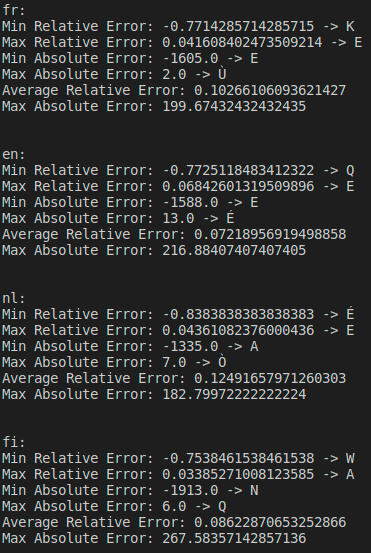 fr:
Min Relative Error: -0.7714285714285715 -> K
Max Relative Error: 0.041608402473509214 -> E
Min Absolute Error: -1605.0 -> E
Max Absolute Error: 2.0 -> Ù
Average Relative Error: 0.10266106093621427
Max Absolute Error: 199.67432432432435
en:
Min Relative Error: -0.7725118483412322 -> Q
Max Relative Error: 0.06842601319509896 -> E
Min Absolute Error: -1588.0 -> E
Max Absolute Error: 13.0 -> É
Average Relative Error: 0.07218956919498858
Max Absolute Error: 216.88407407407405
nl:
Min Relative Error: -0.8383838383838383 -> É
Max Relative Error: 0.04361082376000436 -> E
Min Absolute Error: -1335.0 -> A
Max Absolute Error: 7.0 -> Ò
Average Relative Error: 0.12491657971260303
Max Absolute Error: 182.79972222222224
fi:
Min Relative Error: -0.7538461538461538 -> W
Max Relative Error: 0.03385271008123585 -> A
Min Absolute Error: -1913.0 -> N
Max Absolute Error: 6.0 -> Q
Average Relative Error: 0.08622870653252866
Max Absolute Error: 267.58357142857136